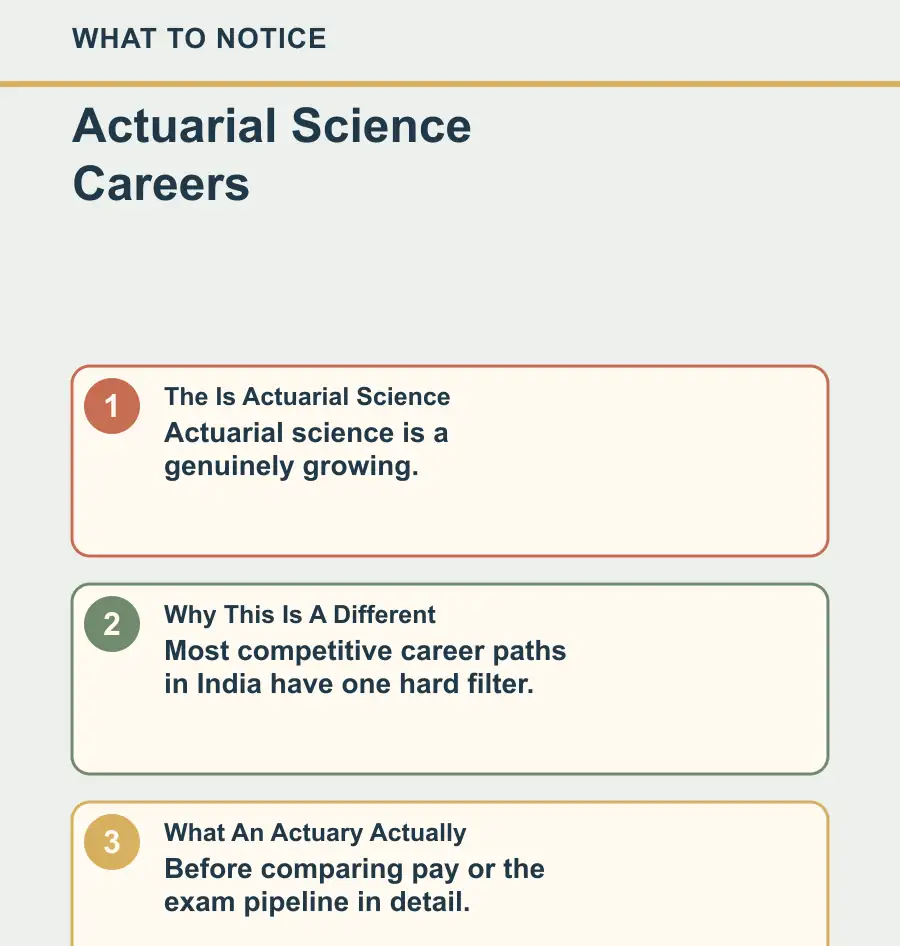 WHAT TO NOTICE
Actuarial Science
Careers
1
The Is Actuarial Science
Actuarial science is a
genuinely growing.
2
Why This Is A Different
Most competitive career paths
in India have one hard filter.
3
What An Actuary Actually
Before comparing pay or the
exam pipeline in detail.